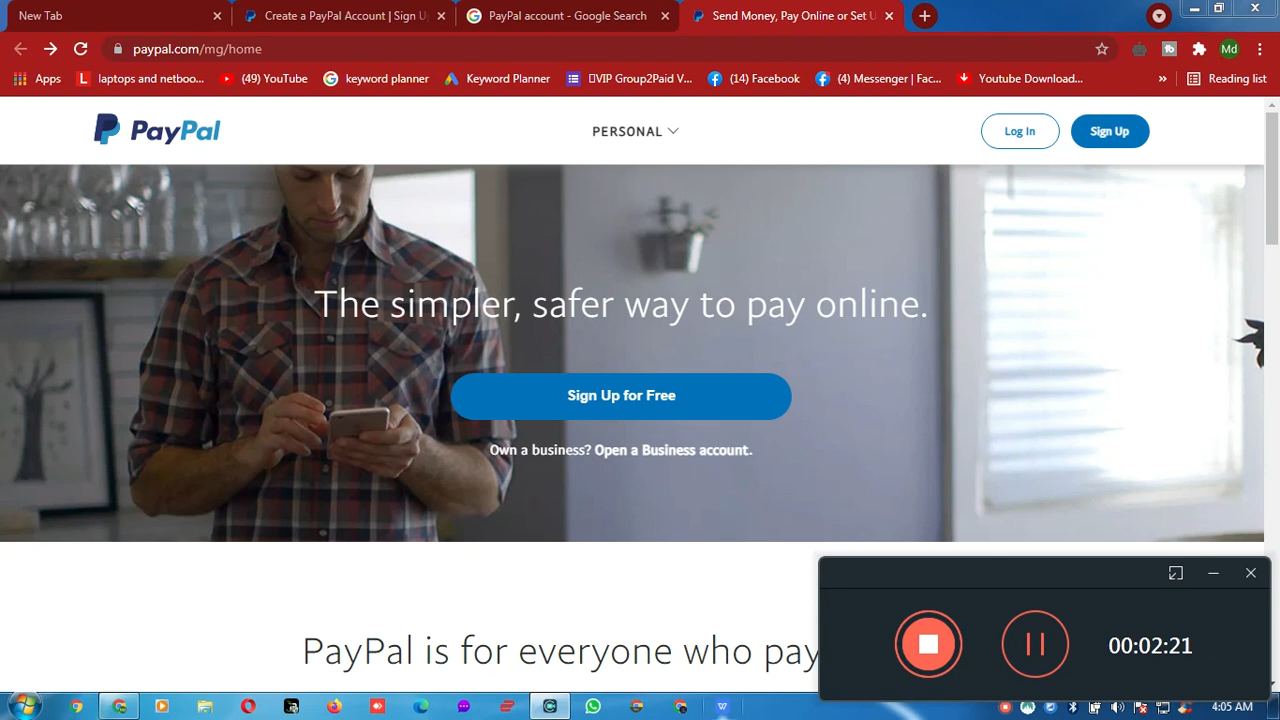 New Tab
Create a PayPal Account | Sign U
PayPal account - Google Search
Send Money, Pay Online or Set U
paypal.com/mg/home
Md
Apps
laptops and netboo...
(49) YouTube
keyword planner
Keyword Planner
VIP Group2Paid V...
(14) Facebook
(4) Messenger | Fac...
Youtube Download...
»
Reading list
PayPal
PERSONAL
Log In
Sign Up
The simpler, safer way to pay online.
Sign Up for Free
Own a business? Open a Business account.
PayPal is for everyone who pay
00:02:21
4:05 AM